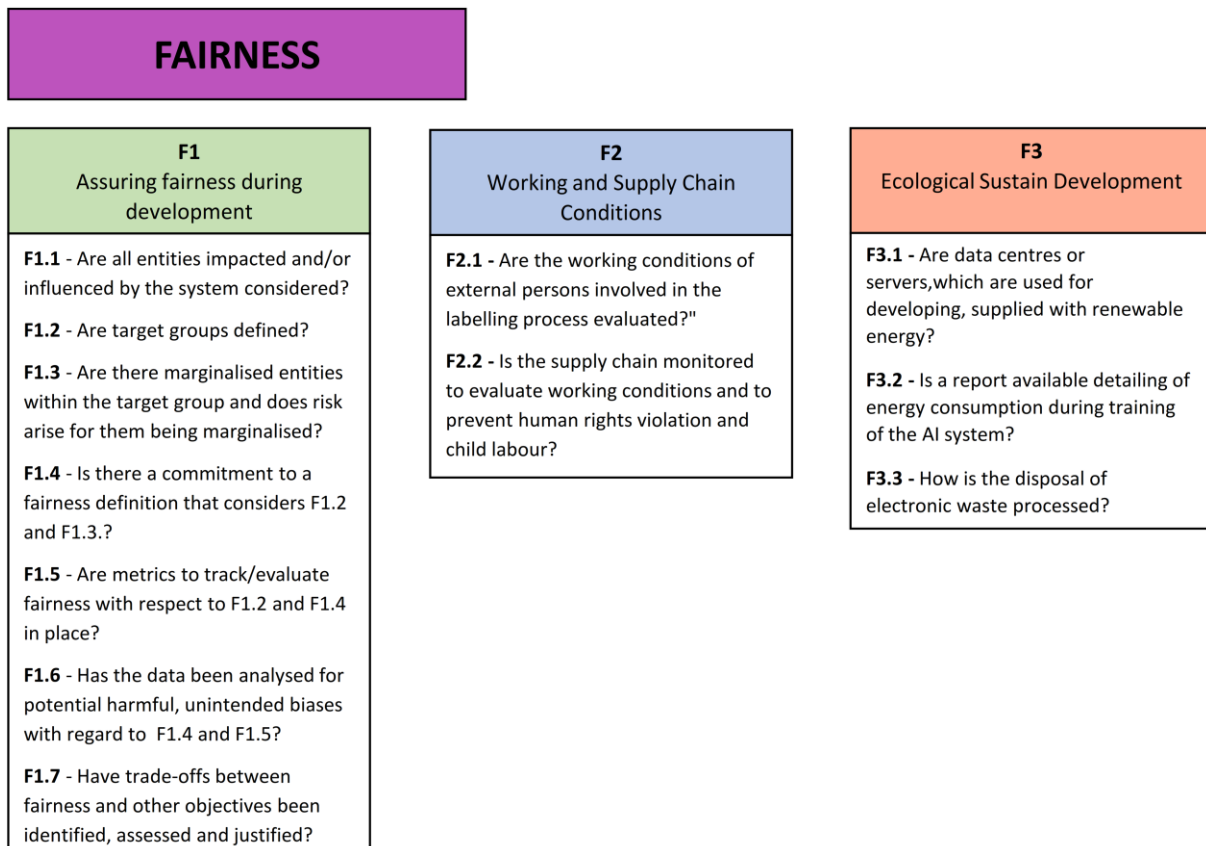 FAIRNESS
F1
Assuring fairness during
development
F1.1 - Are all entities impacted and/or
influenced by the system considered?
F1.2 - Are target groups defined?
F1.3 - Are there marginalised entities
within the target group and does risk
arise for them being marginalised?
F1.4 - Is there a commitment to a
fairness definition that considers F1.2
and F1.3.?
F1.5 - Are metrics to track/evaluate
fairness with respect to F1.2 and F1.4
in place?
F1.6 - Has the data been analysed for
potential harmful, unintended biases
with regard to  F1.4 and F1.5?
F1.7 - Have trade-offs between
fairness and other objectives been
identified, assessed and justified?
F2
Working and Supply Chain
Conditions
F2.1 - Are the working conditions of
external persons involved in the
labelling process evaluated?"
F2.2 - Is the supply chain monitored
to evaluate working conditions and to
prevent human rights violation and
child labour?
F3
Ecological Sustain Development
F3.1 - Are data centres or
servers,which are used for
developing, supplied with renewable
energy?
F3.2 - Is a report available detailing of
energy consumption during training
of the AI system?
F3.3 - How is the disposal of
electronic waste processed?